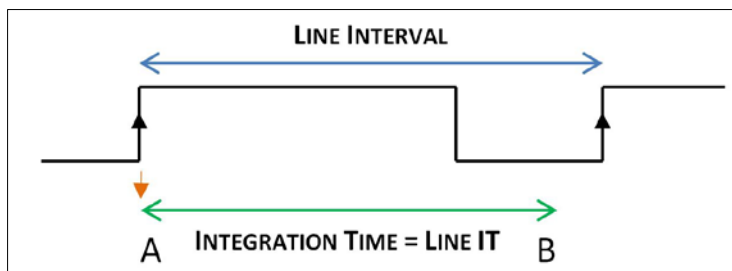 LINE INTERVAL
A INTEGRATION TIME = LINE IT B